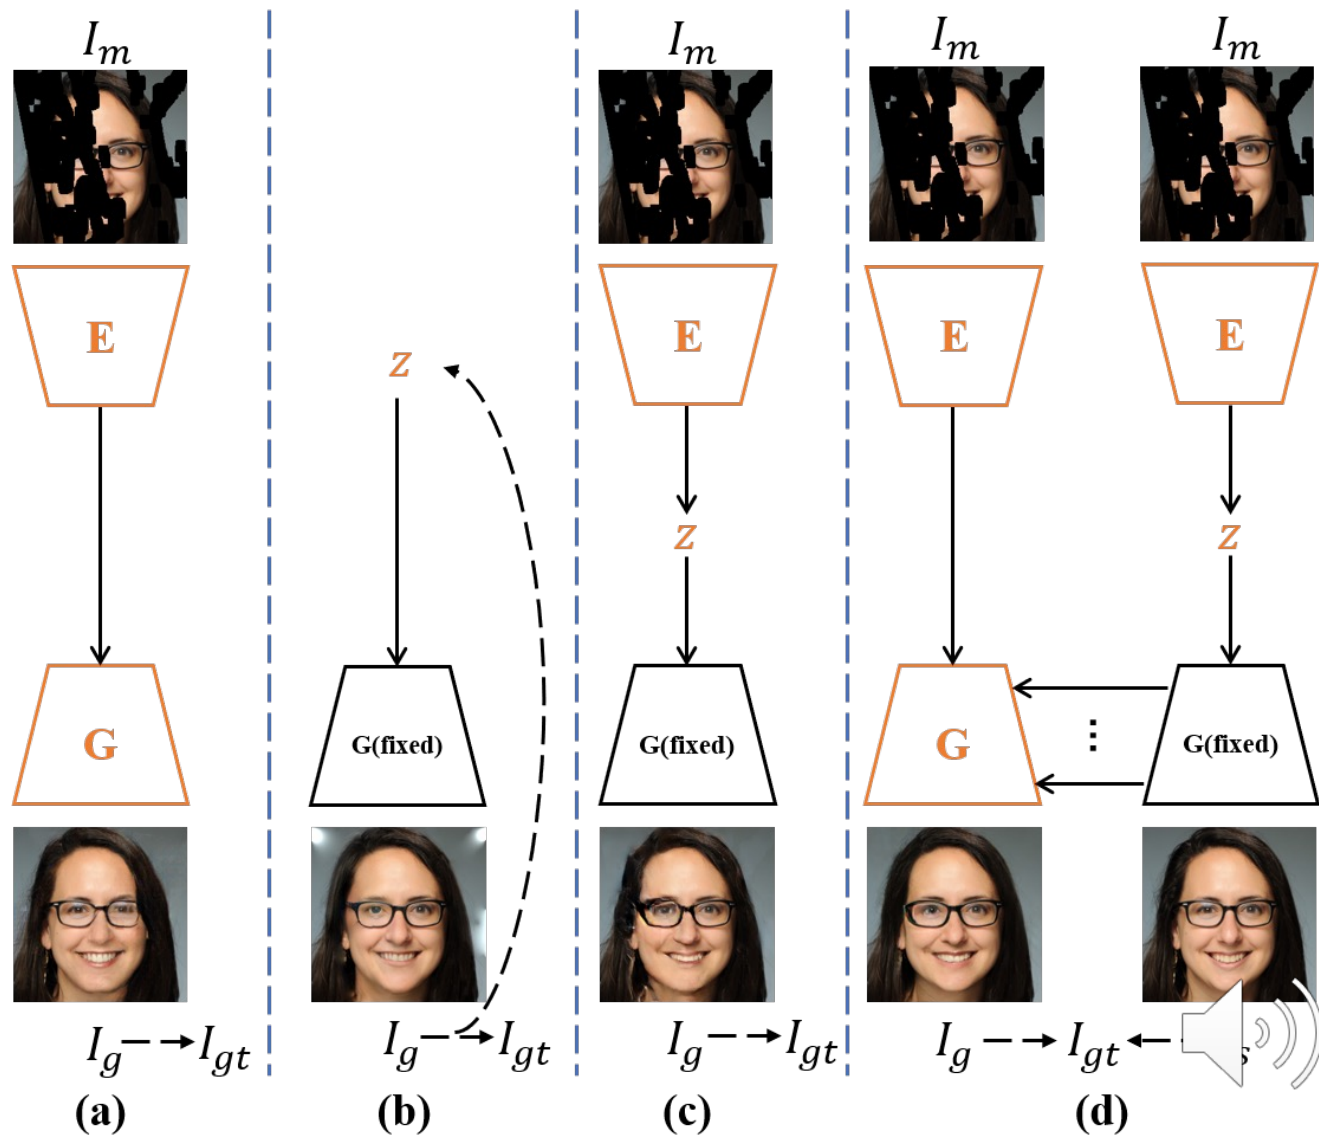 I_m
E
G
I_g I_gt
(a)
z
G(fixed)
I_g I_gt
(b)
I_m
E
z
G(fixed)
I_g I_gt
(c)
I_m I_m
E E
z
G G(fixed)
⋮
I_g I_gt s
(d)